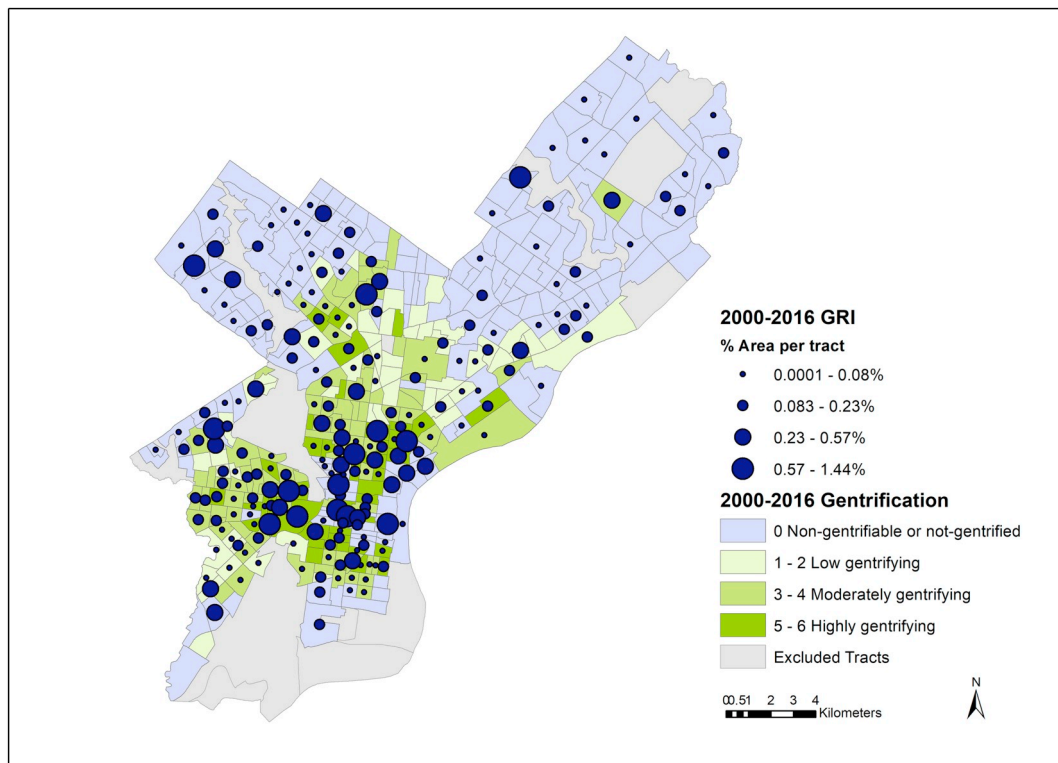 2000-2016 GRI
% Area per tract
0.0001 - 0.08%
0.083 - 0.23%
0.23 - 0.57%
0.57 - 1.44%
2000-2016 Gentrification
0 Non-gentrifiable or not-gentrified
1 - 2 Low gentrifying
3 - 4 Moderately gentrifying
5 - 6 Highly gentrifying
Excluded Tracts
N
00.51 2 3 4
Kilometers